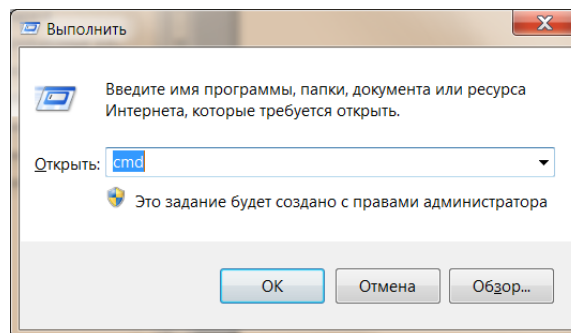 Выполнить
Введите имя программы, папки, документа или ресурса
Интернета, которые требуется открыть.
Открыть: cmd
Это задание будет создано с правами администратора
ОК Отмена Обзор...